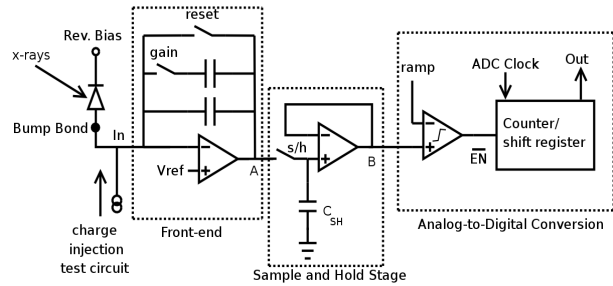 reset
Rev. Bias
gain
x-rays
Bump Bond
In
Vref
A
s/h
B
C
SH
ramp
ADC Clock
Out
Counter/
shift register
EN
charge
injection
test circuit
Front-end
Sample and Hold Stage
Analog-to-Digital Conversion